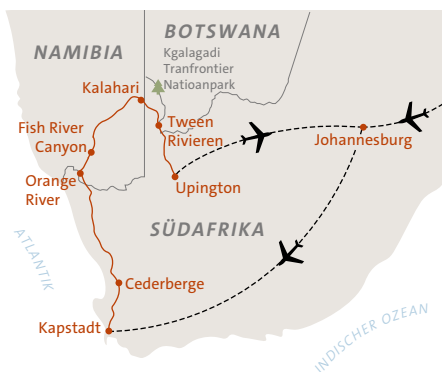 BOTSWANA
NAMIBIA
Kgalagadi
Tranfrontier
Natioanpark
Kalahari
Tween
Rivieren
Fish River
Canyon
Johannesburg
Orange
River
Upington
SÜDAFRIKA
ATLANTIK
Cederberge
Kapstadt
INDISCHER OZEAN